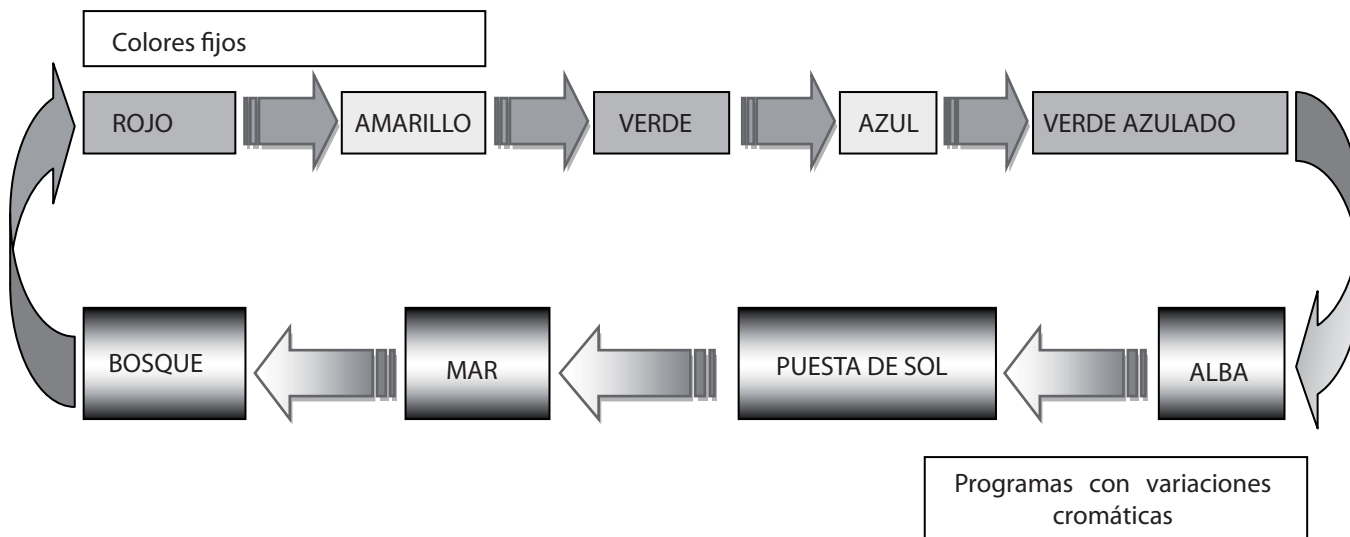 Colores fijos
ROJO
AMARILLO
VERDE
AZUL
VERDE AZULADO
BOSQUE
MAR
PUESTA DE SOL
ALBA
Programas con variaciones
cromáticas